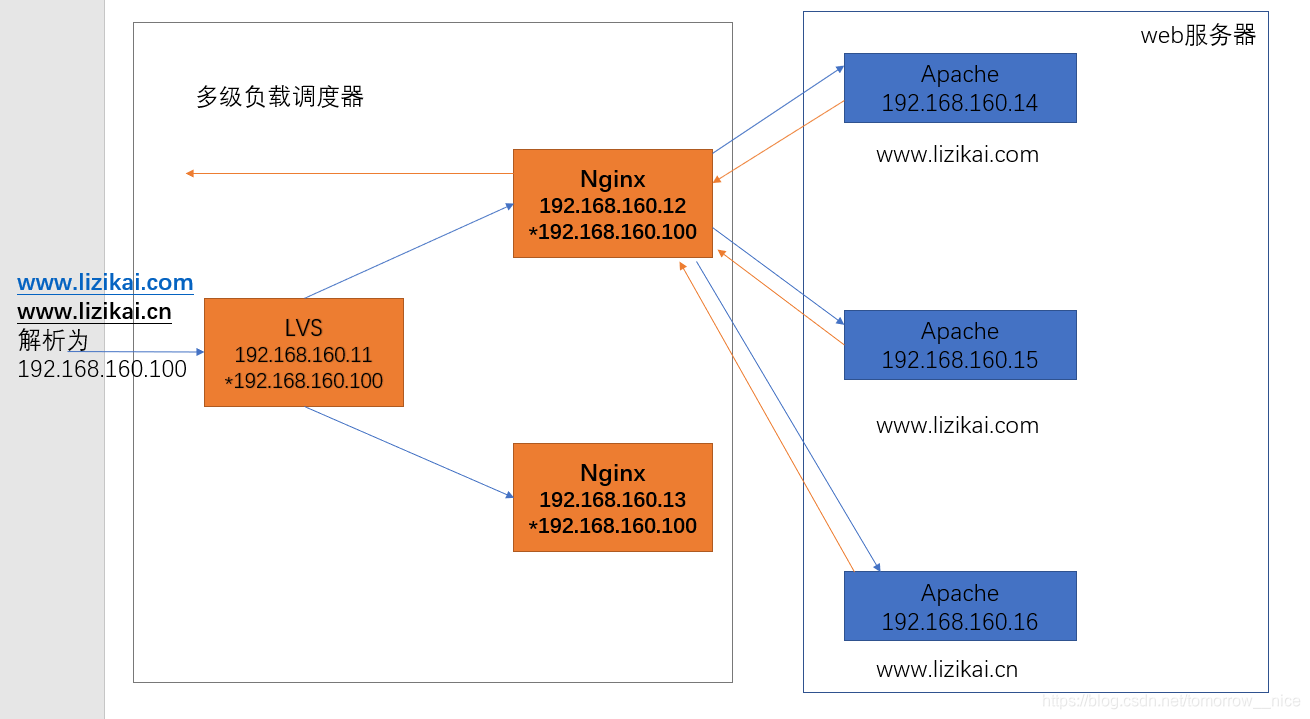 多级负载调度器
www.lizikai.com
www.lizikai.cn
解析为
192.168.160.100
LVS
192.168.160.11
*192.168.160.100
Nginx
192.168.160.12
*192.168.160.100
Nginx
192.168.160.13
*192.168.160.100
web服务器
Apache
192.168.160.14
www.lizikai.com
Apache
192.168.160.15
www.lizikai.com
Apache
192.168.160.16
www.lizikai.cn
https://blog.csdn.net/tomorrow__nice